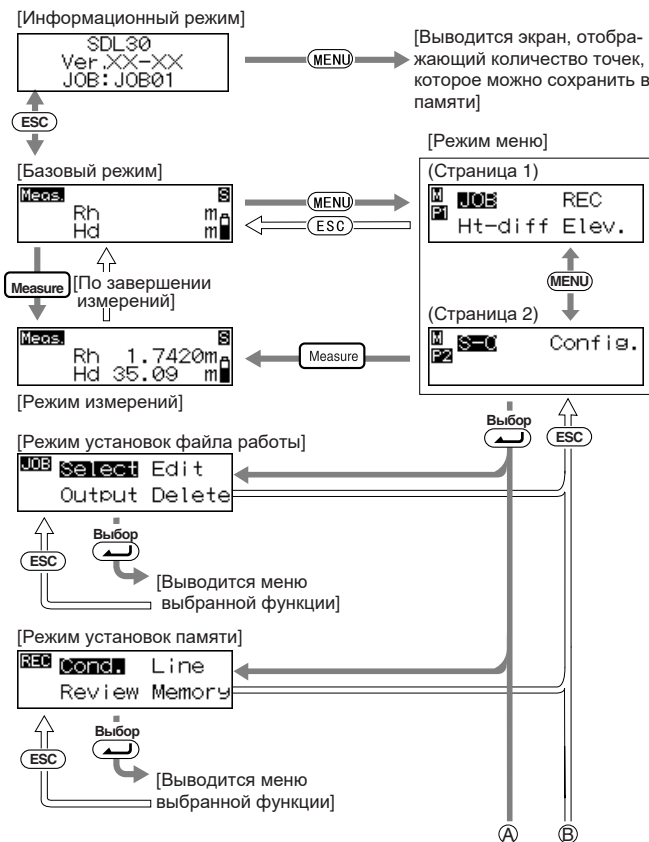 [Информационный режим]
SDL30
Ver.XX-XX
JOB:JOB01
MENU
[Выводится экран, отобра-
жающий количество точек,
которое можно сохранить в
памяти]
ESC
[Режим меню]
[Базовый режим]
(Страница 1)
Meas. S
Rh m
Hd m
MENU
ESC
M JOB REC
P1 Ht-diff Elev.
Measure
[По завершении
измерений]
MENU
(Страница 2)
Meas. S
Rh 1.7420m
Hd 35.09 m
Measure
M S-O Config.
P2
[Режим измерений]
Выбор
ESC
[Режим установок файла работы]
JOB Select Edit
Output Delete
Выбор
ESC
[Выводится меню
выбранной функции]
[Режим установок памяти]
REC Cond. Line
Review Memory
Выбор
ESC
[Выводится меню
выбранной функции]
A B